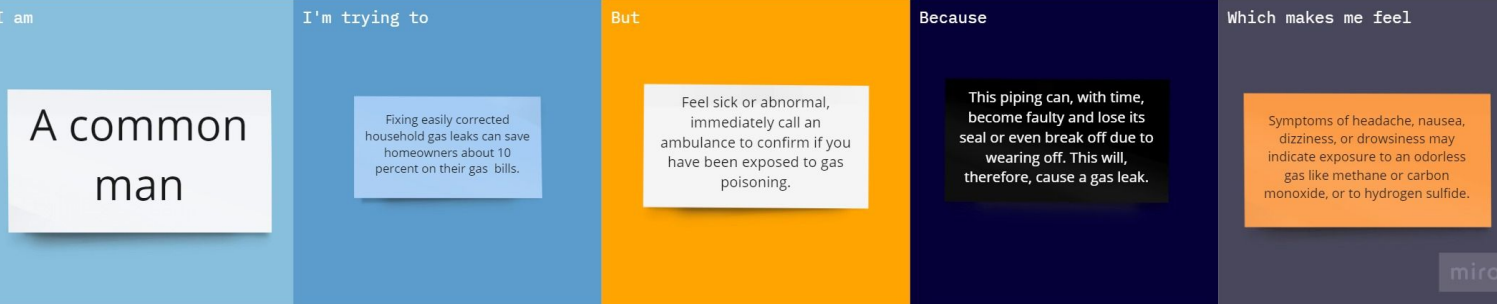 I am
A common
man
I'm trying to
Fixing easily corrected
household gas leaks can save
homeowners about 10
percent on their gas bills.
But
Feel sick or abnormal,
immediately call an
ambulance to confirm if you
have been exposed to gas
poisoning.
Because
This piping can, with time,
become faulty and lose its
seal or even break off due to
wearing off. This will,
therefore, cause a gas leak.
Which makes me feel
Symptoms of headache, nausea,
dizziness, or drowsiness may
indicate exposure to an odorless
gas like methane or carbon
monoxide, or to hydrogen sulfide.
miro